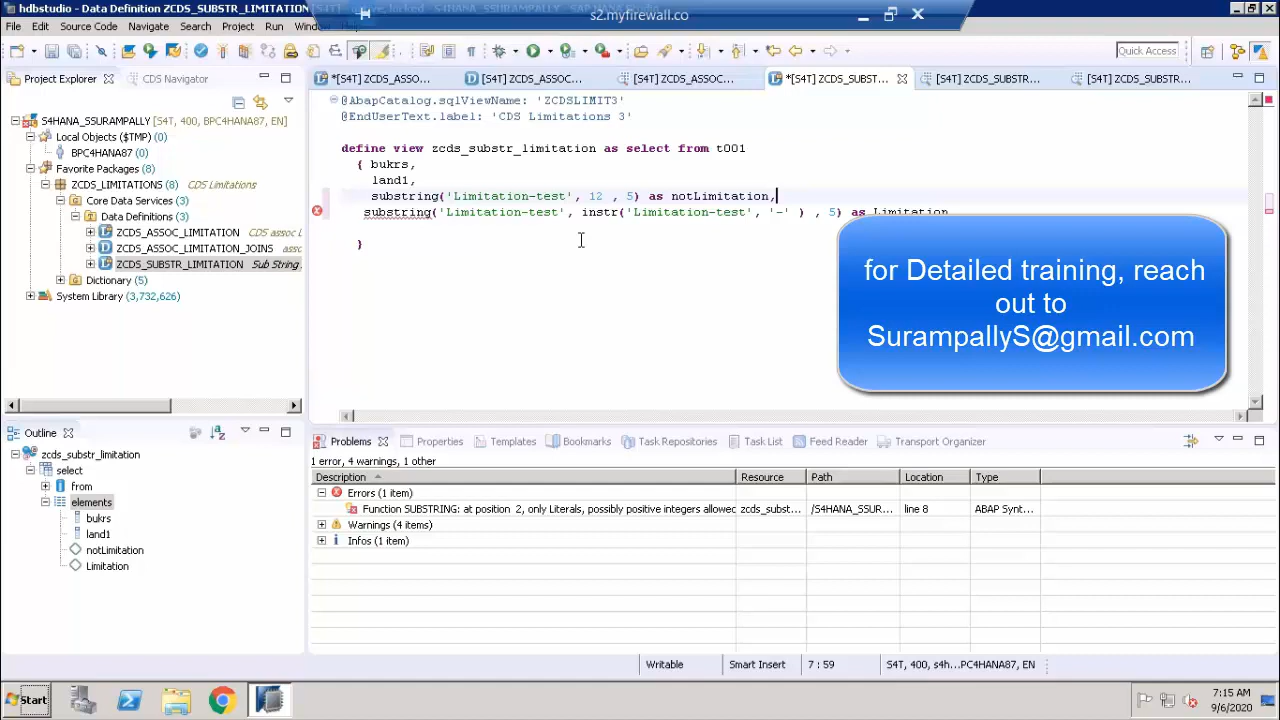 hdbstudio - Data Definition ZCDS_SUBSTR_LIMITATION
s2.myfirewall.co
File Edit Source Code Navigate Search Project Run Window
Quick Access
Project Explorer CDS Navigator
*[S4T] ZCDS_ASSO... [S4T] ZCDS_ASSOC... [S4T] ZCDS_ASSOC... *[S4T] ZCDS_SUBST... [S4T] ZCDS_SUBSTR... [S4T] ZCDS_SUBSTR...
S4HANA_SSURAMPALLY [S4T, 400, BPC4HANA87, EN]
Local Objects ($TMP) (0)
BPC4HANA87 (0)
Favorite Packages (8)
ZCDS_LIMITATIONS (8) CDS Limitations
Core Data Services (3)
Data Definitions (3)
ZCDS_ASSOC_LIMITATION CDS assoc L
ZCDS_ASSOC_LIMITATION_JOINS asso
ZCDS_SUBSTR_LIMITATION Sub String
Dictionary (5)
System Library (3,732,626)
@AbapCatalog.sqlViewName: 'ZCDSLIMIT3'
@EndUserText.label: 'CDS Limitations 3'
define view zcds_substr_limitation as select from t001
{ bukrs,
land1,
substring('Limitation-test', 12 , 5) as notLimitation,
substring('Limitation-test', instr('Limitation-test', '-' ) , 5) as Limitation
}
for Detailed training, reach
out to
SurampallyS@gmail.com
Outline
zcds_substr_limitation
select
from
elements
bukrs
land1
notLimitation
Limitation
Problems Properties Templates Bookmarks Task Repositories Task List Feed Reader Transport Organizer
1 error, 4 warnings, 1 other
Description Resource Path Location Type
Errors (1 item)
Function SUBSTRING: at position 2, only Literals, possibly positive integers allowed zcds_subst... /S4HANA_SSUR... line 8 ABAP Synt...
Warnings (4 items)
Infos (1 item)
Writable Smart Insert 7 : 59 S4T, 400, s4h...PC4HANA87, EN
Start
7:15 AM
9/6/2020